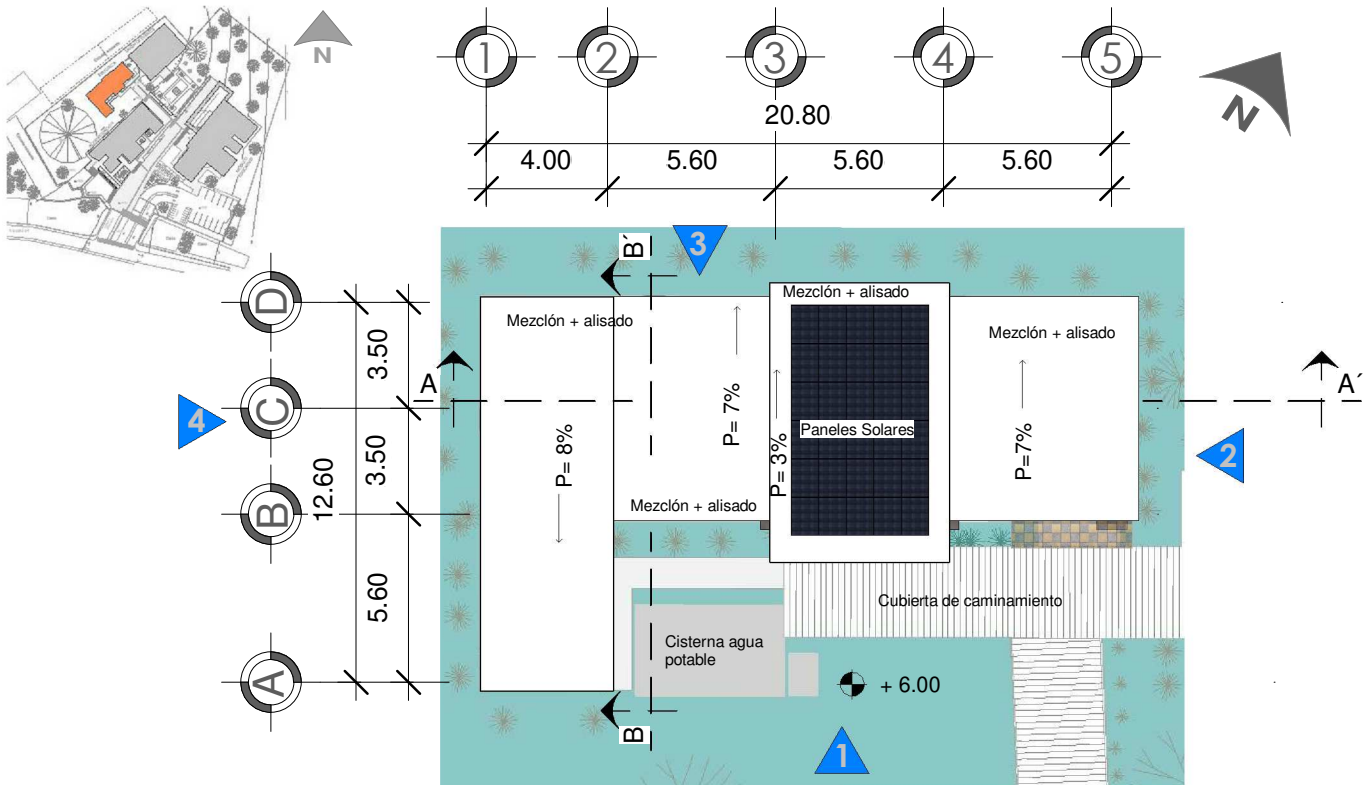 N
1 2 3 4 5
N
20.80
4.00 5.60 5.60 5.60
B´
3
D
Mezclón + alisado
Mezclón + alisado
Mezclón + alisado
3.50
A
A´
C
4
P= 8%
P= 7%
P= 3%
Paneles Solares
P=7%
2
12.60
3.50
B
Mezclón + alisado
5.60
Cubierta de caminamiento
Cisterna agua
potable
A
+ 6.00
B
1